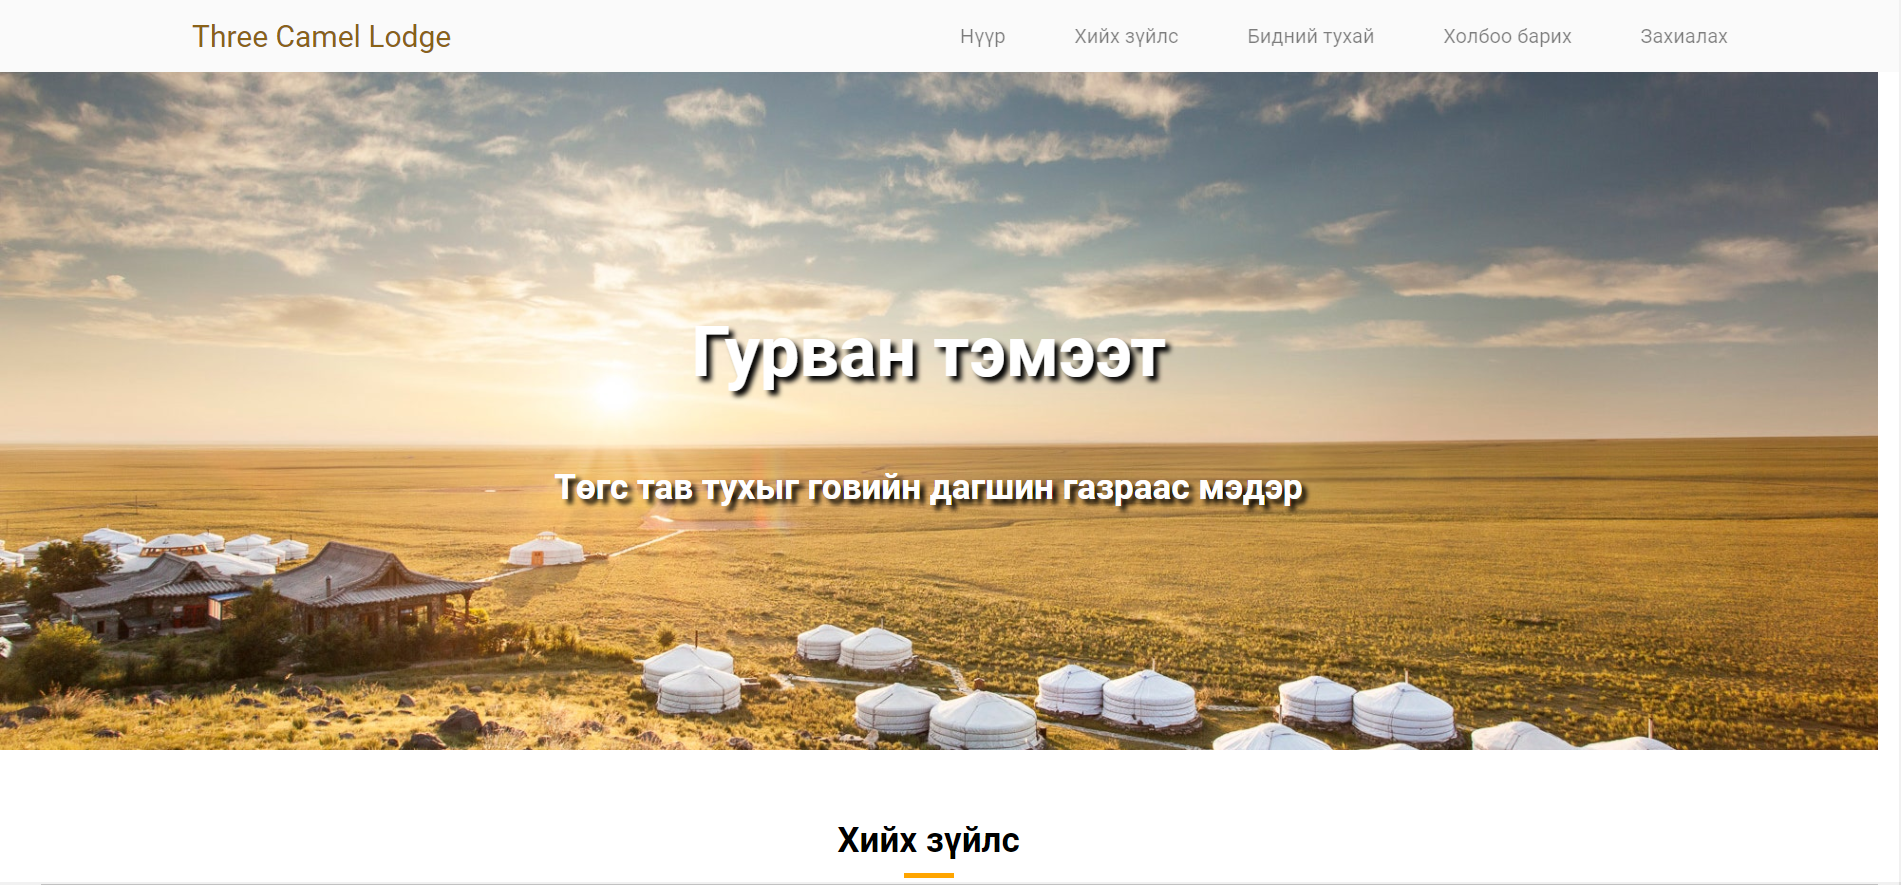 Three Camel Lodge
Нүүр Хийх зүйлс Бидний тухай Холбоо барих Захиалах
Гурван тэмээт
Төгс тав тухыг говийн дагшин газраас мэдэр
Хийх зүйлс